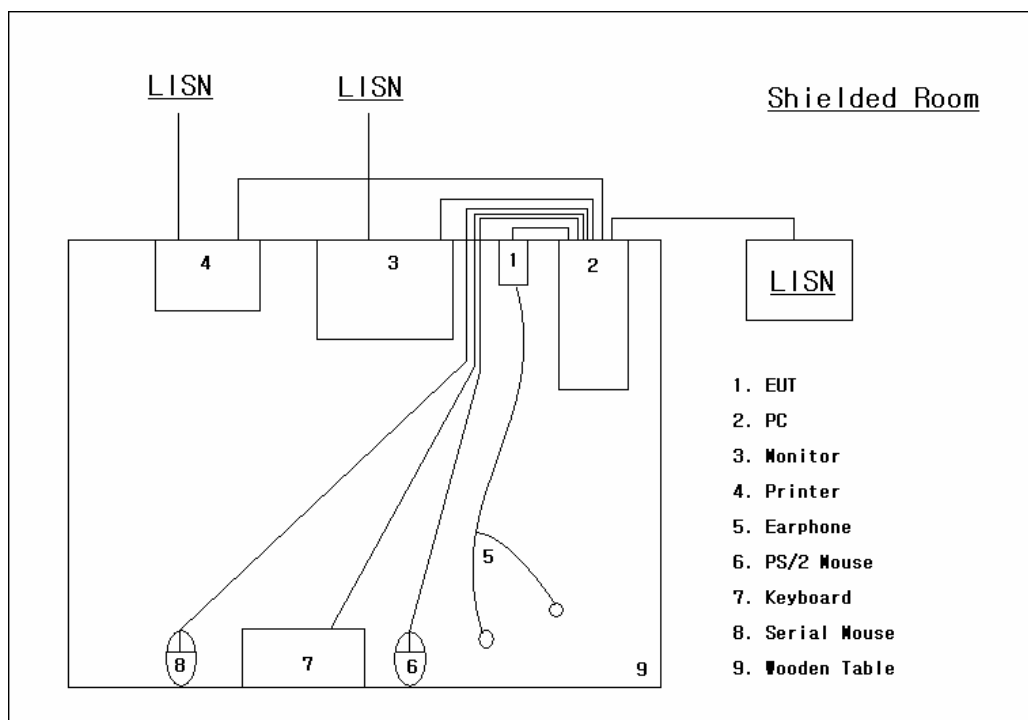 LISN
LISN
Shielded Room
4
3
1
2
LISN
1. EUT
2. PC
3. Monitor
4. Printer
5. Earphone
6. PS/2 Mouse
7. Keyboard
8. Serial Mouse
9. Wooden Table
5
8
7
6
9